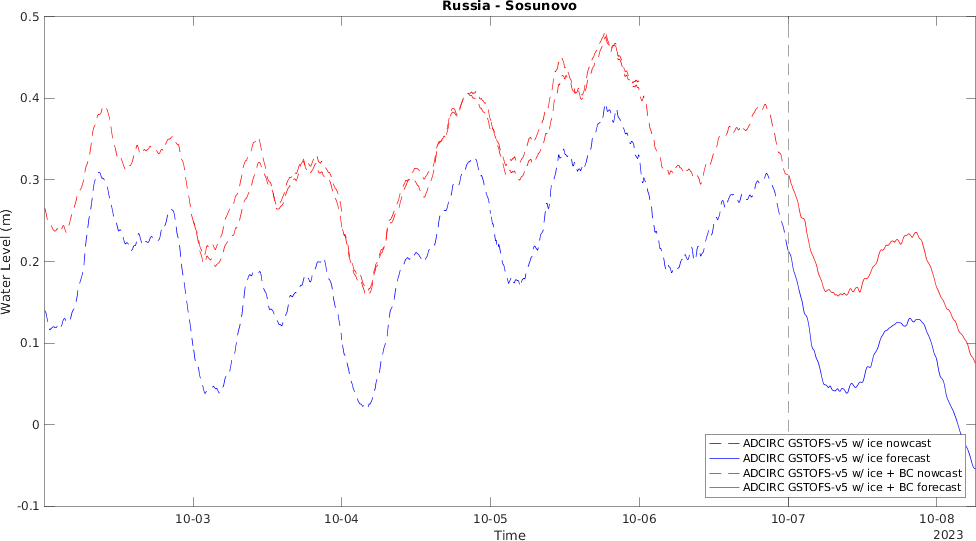 Russia - Sosunovo
0.5
0.4
0.3
0.2
0.1
0
-0.1
Water Level (m)
10-03 10-04 10-05 10-06 10-07 10-08
Time
2023
ADCIRC GSTOFS-v5 w/ ice nowcast
ADCIRC GSTOFS-v5 w/ ice forecast
ADCIRC GSTOFS-v5 w/ ice + BC nowcast
ADCIRC GSTOFS-v5 w/ ice + BC forecast